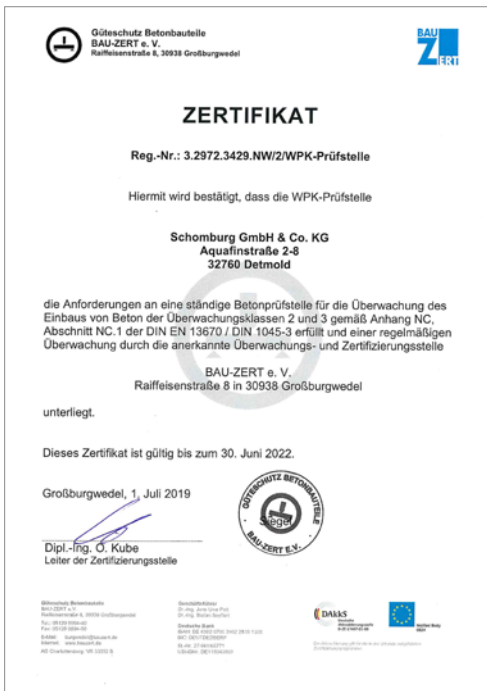 Güteschutz Betonbauteile
BAU-ZERT e. V.
Raiffeisenstraße 8, 30938 Großburgwedel
BAU
ZERT
ZERTIFIKAT
Reg.-Nr.: 3.2972.3429.NW/2/WPK-Prüfstelle
Hiermit wird bestätigt, dass die WPK-Prüfstelle
Schomburg GmbH & Co. KG
Aquafinstraße 2-8
32760 Detmold
die Anforderungen an eine ständige Betonprüfstelle für die Überwachung des
Einbaus von Beton der Überwachungsklassen 2 und 3 gemäß Anhang NC,
Abschnitt NC.1 der DIN EN 13670 / DIN 1045-3 erfüllt und einer regelmäßigen
Überwachung durch die anerkannte Überwachungs- und Zertifizierungsstelle
BAU-ZERT e. V.
Raiffeisenstraße 8 in 30938 Großburgwedel
unterliegt.
Dieses Zertifikat ist gültig bis zum 30. Juni 2022.
Großburgwedel, 1. Juli 2019
GÜTESCHUTZ BETONBAUTEILE
Siegel
BAU-ZERT E.V.
Dipl.-Ing. O. Kube
Leiter der Zertifizierungsstelle
Güteschutz Betonbauteile
BAU-ZERT e.V.
Geschäftsführer
Deutsche Bank
DAkkS